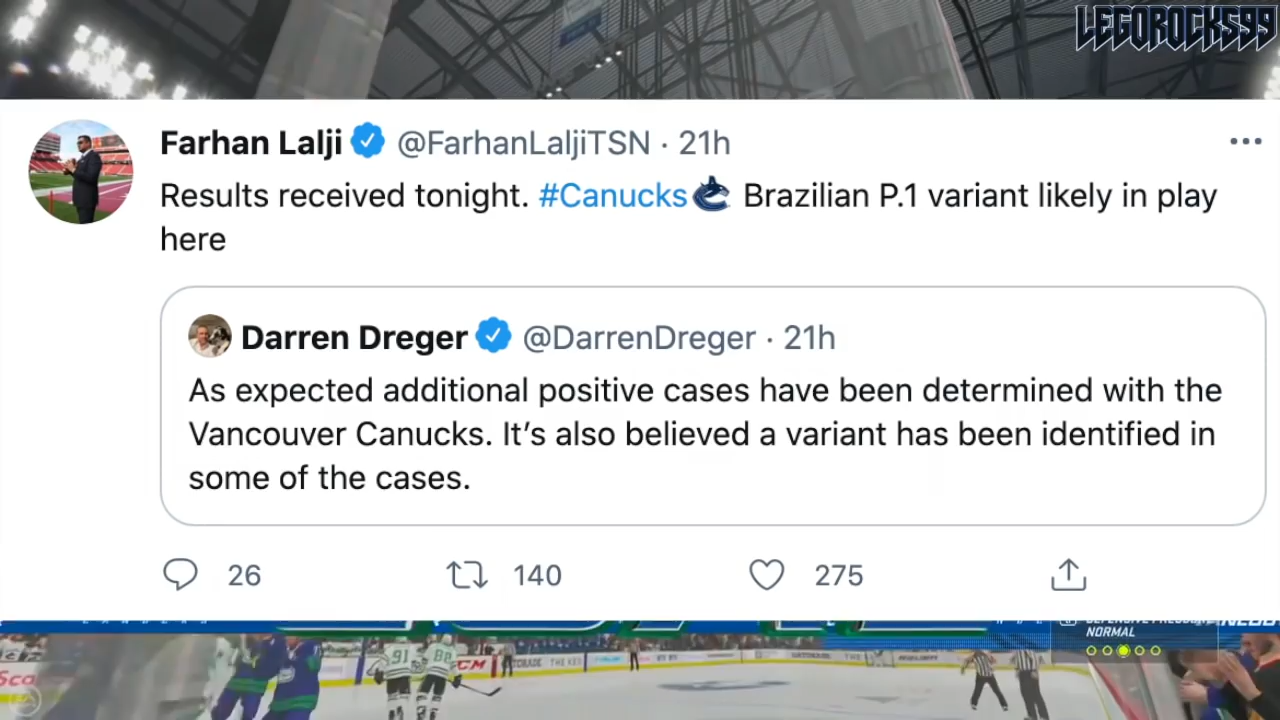 LEGOROCKS99
Farhan Lalji @FarhanLaljiTSN · 21h
Results received tonight. #Canucks Brazilian P.1 variant likely in play
here
Darren Dreger @DarrenDreger · 21h
As expected additional positive cases have been determined with the
Vancouver Canucks. It’s also believed a variant has been identified in
some of the cases.
26 140 275
NORMAL
91 88